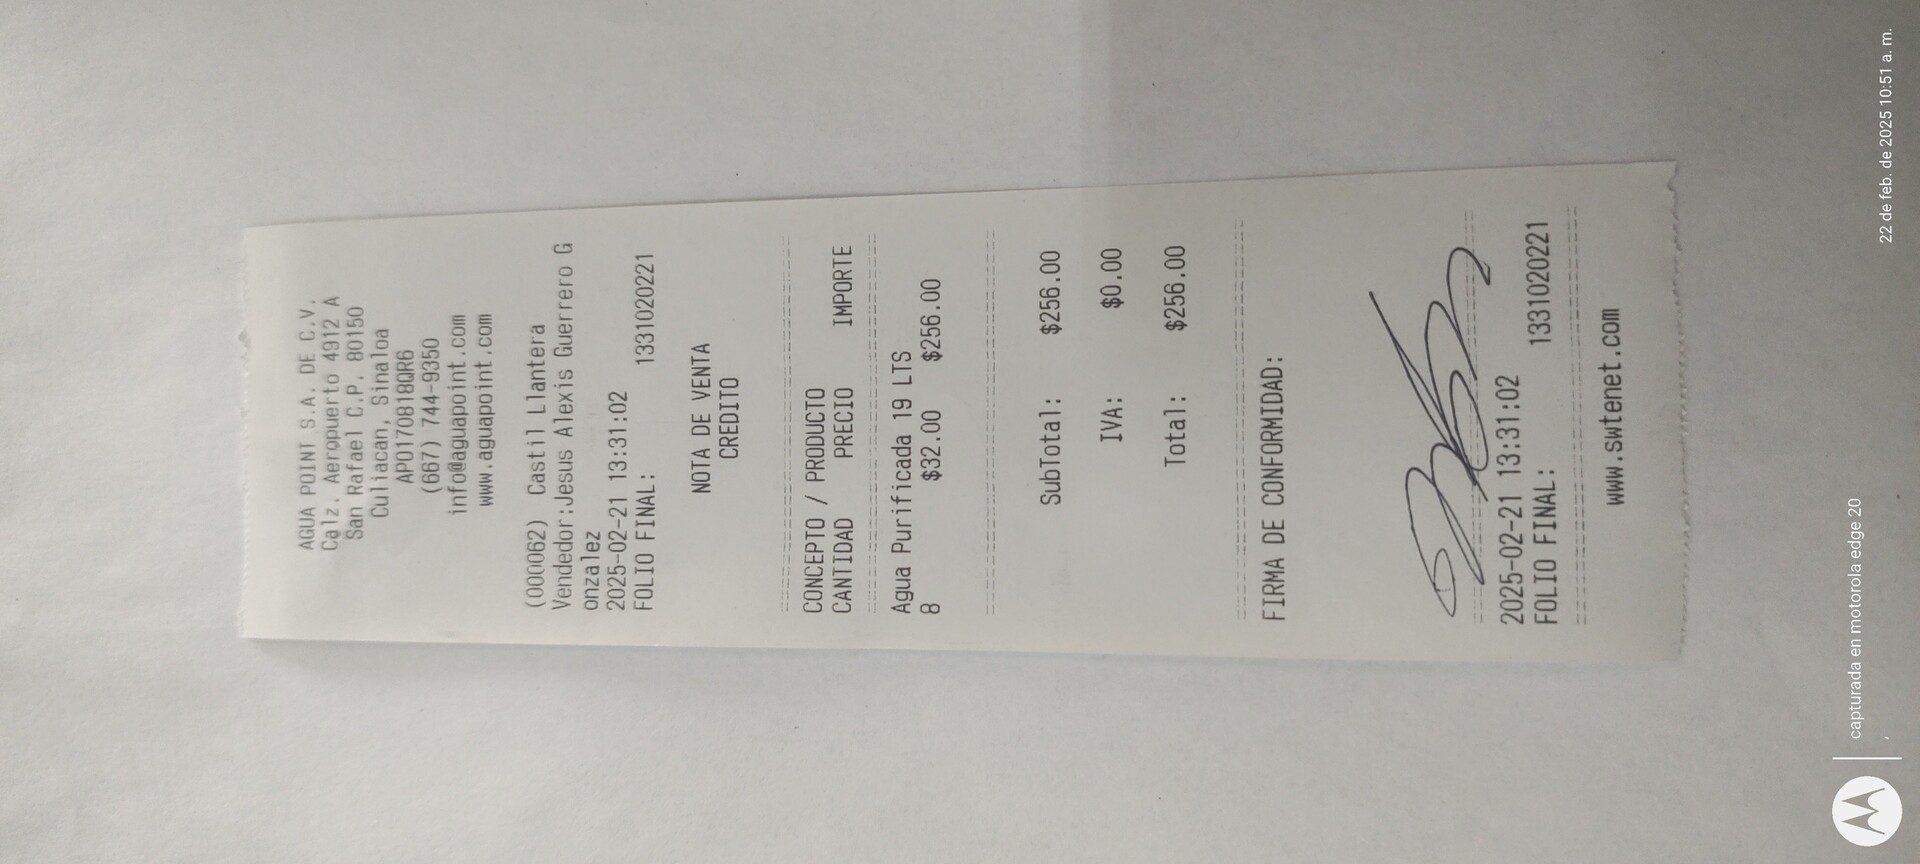 AGUA POINT S.A. DE C.V.
Calz. Aeropuerto 4912 A
San Rafael C.P. 80150
Culiacan, Sinaloa
APO170818QR6
(667) 744-9350
info@aguapoint.com
www.aguapoint.com
(000062) Castil Llantera
Vendedor:Jesus Alexis Guerrero G
onzalez
2025-02-21 13:31:02
FOLIO FINAL: 1331020221
NOTA DE VENTA
CREDITO
CONCEPTO / PRODUCTO
CANTIDAD PRECIO IMPORTE
Agua Purificada 19 LTS
8 $32.00 $256.00
SubTotal: $256.00
IVA: $0.00
Total: $256.00
FIRMA DE CONFORMIDAD:
2025-02-21 13:31:02
FOLIO FINAL: 1331020221
www.swtenet.com
capturada en motorola edge 20
22 de feb. de 2025 10:51 a. m.